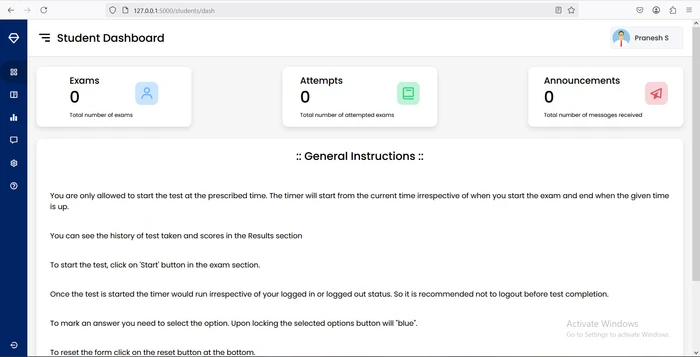 127.0.0.1:5000/students/dash
Student Dashboard
Pranesh S
Exams
0
Total number of exams
Attempts
0
Total number of attempted exams
Announcements
0
Total number of messages received
:: General Instructions ::
You are only allowed to start the test at the prescribed time. The timer will start from the current time irrespective of when you start the exam and end when the given time
is up.
You can see the history of test taken and scores in the Results section
To start the test, click on 'Start' button in the exam section.
Once the test is started the timer would run irrespective of your logged in or logged out status. So it is recommended not to logout before test completion.
To mark an answer you need to select the option. Upon locking the selected options button will "blue".
To reset the form click on the reset button at the bottom.
Activate Windows
Go to Settings to activate Windows.